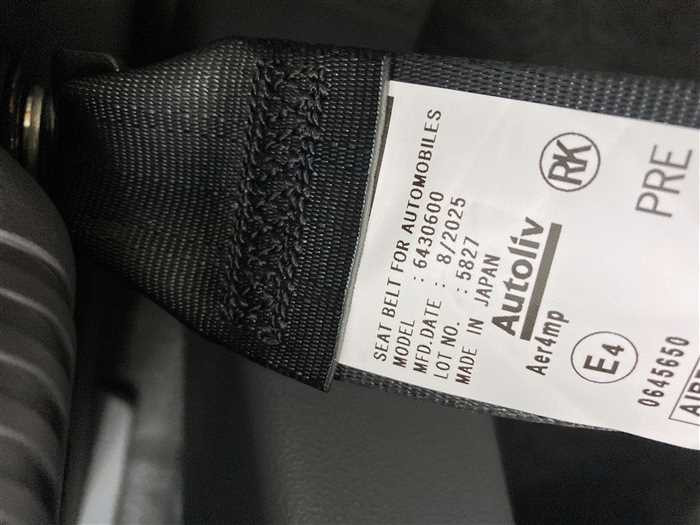 SEAT BELT FOR AUTOMOBILES
MODEL : 6430600
MFD.DATE : 8/2025
LOT NO. : 5827
MADE IN JAPAN
Autoliv
Aer4mp
RK
E4
PRE
0645650